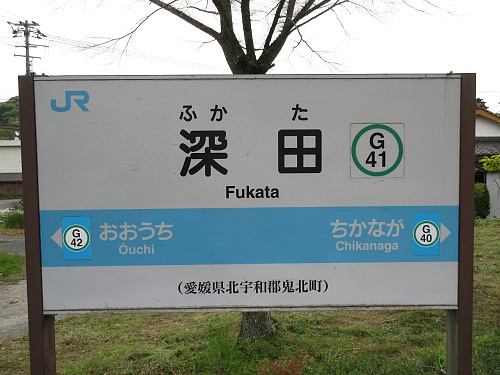 JR
ふかた
深田
G
41
Fukata
G
42
おおうち
Ōuchi
ちかなが
Chikanaga
G
40
(愛媛県北宇和郡鬼北町)